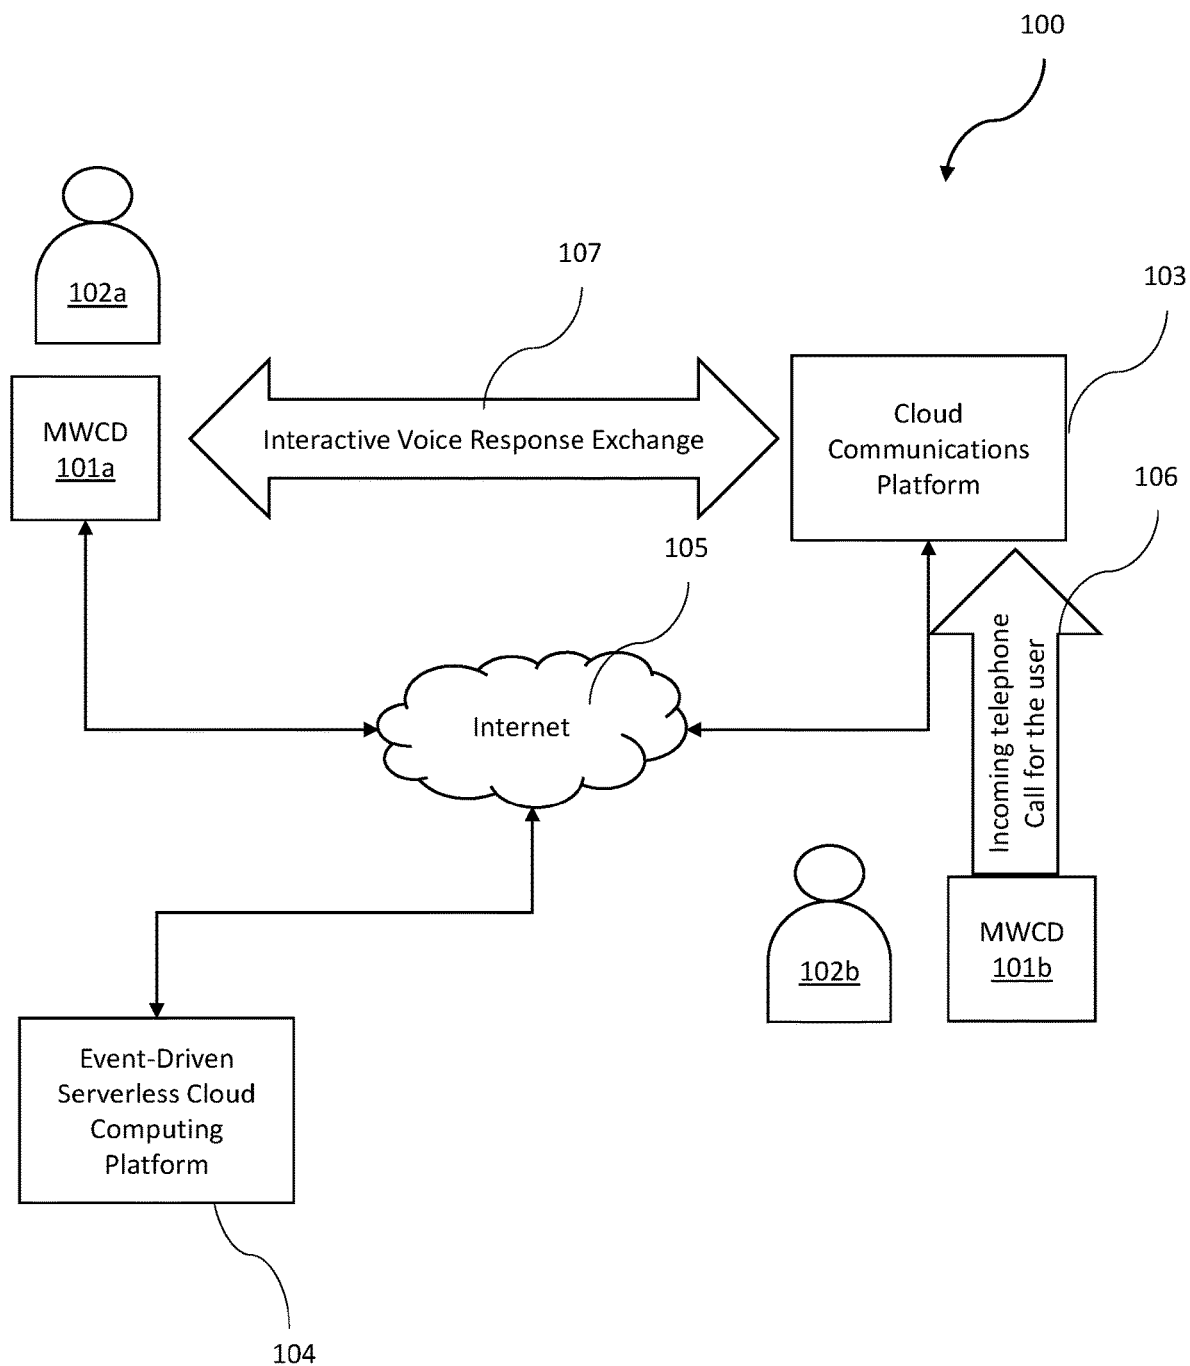 100
107
103
102a
MWCD
101a
Interactive Voice Response Exchange
Cloud
Communications
Platform
106
105
Internet
Incoming telephone
Call for the user
102b
MWCD
101b
Event-Driven
Serverless Cloud
Computing
Platform
104